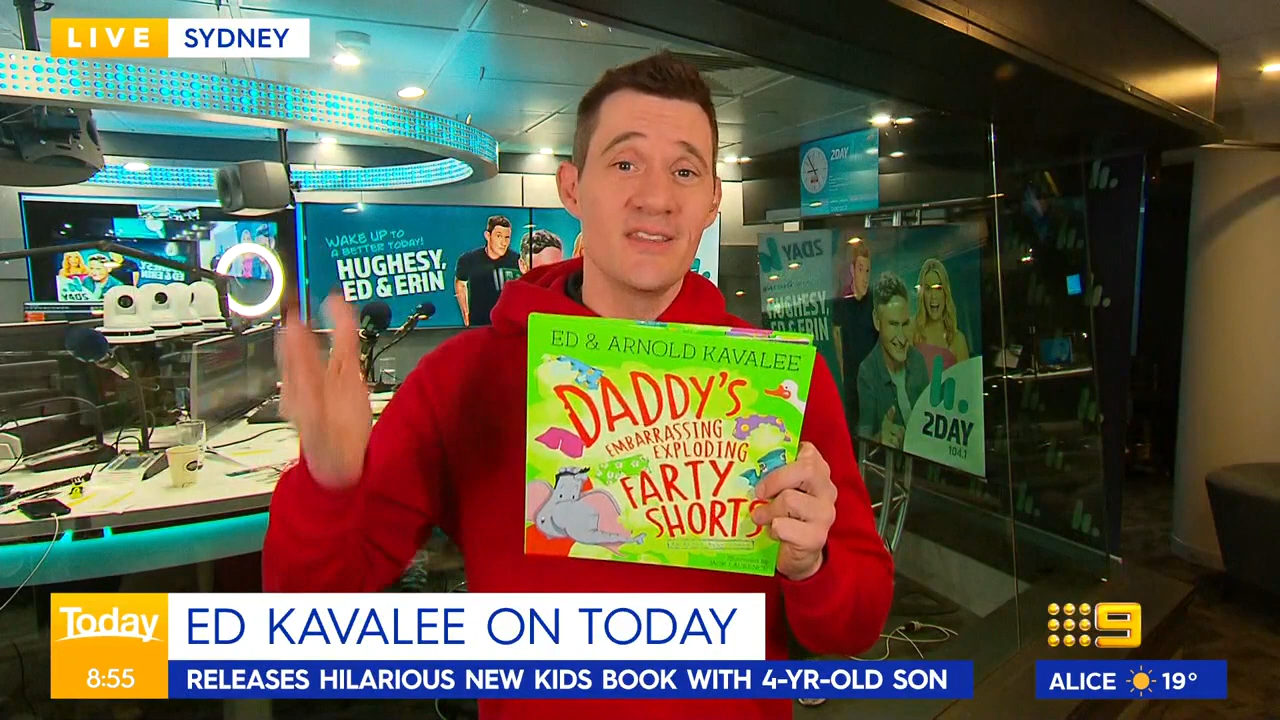 LIVE SYDNEY
2DAY
WAKE UP TO
A BETTER TODAY!
HUGHESY,
ED & ERIN
2DAY
HUGHESY,
ED & ERIN
h.
2DAY
104.1
ED & ARNOLD KAVALEE
DADDY'S
EMBARRASSING
EXPLODING
FARTY
SHORTS
Today
8:55
ED KAVALEE ON TODAY
RELEASES HILARIOUS NEW KIDS BOOK WITH 4-YR-OLD SON
9
ALICE 19°